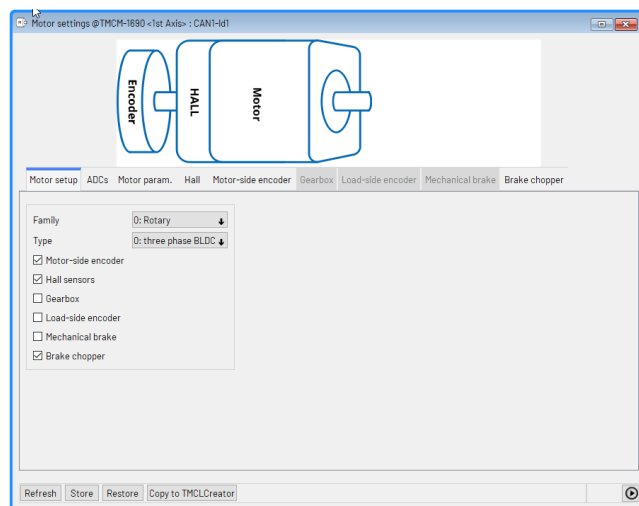 Motor settings @TMCM-1690 <1st Axis> : CAN1-Id1
Encoder
HALL
Motor
Motor setup ADCs Motor param. Hall Motor-side encoder Gearbox Load-side encoder Mechanical brake Brake chopper
Family 0: Rotary
Type 0: three phase BLDC
Motor-side encoder
Hall sensors
Gearbox
Load-side encoder
Mechanical brake
Brake chopper
Refresh Store Restore Copy to TMCLCreator